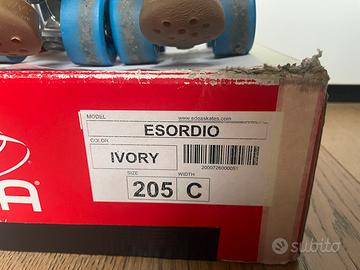 MODEL
www.edeaskates.com
ESORDIO
COLOR
IVORY
2000726000051
SIZE
WIDTH
205
C
A
subito